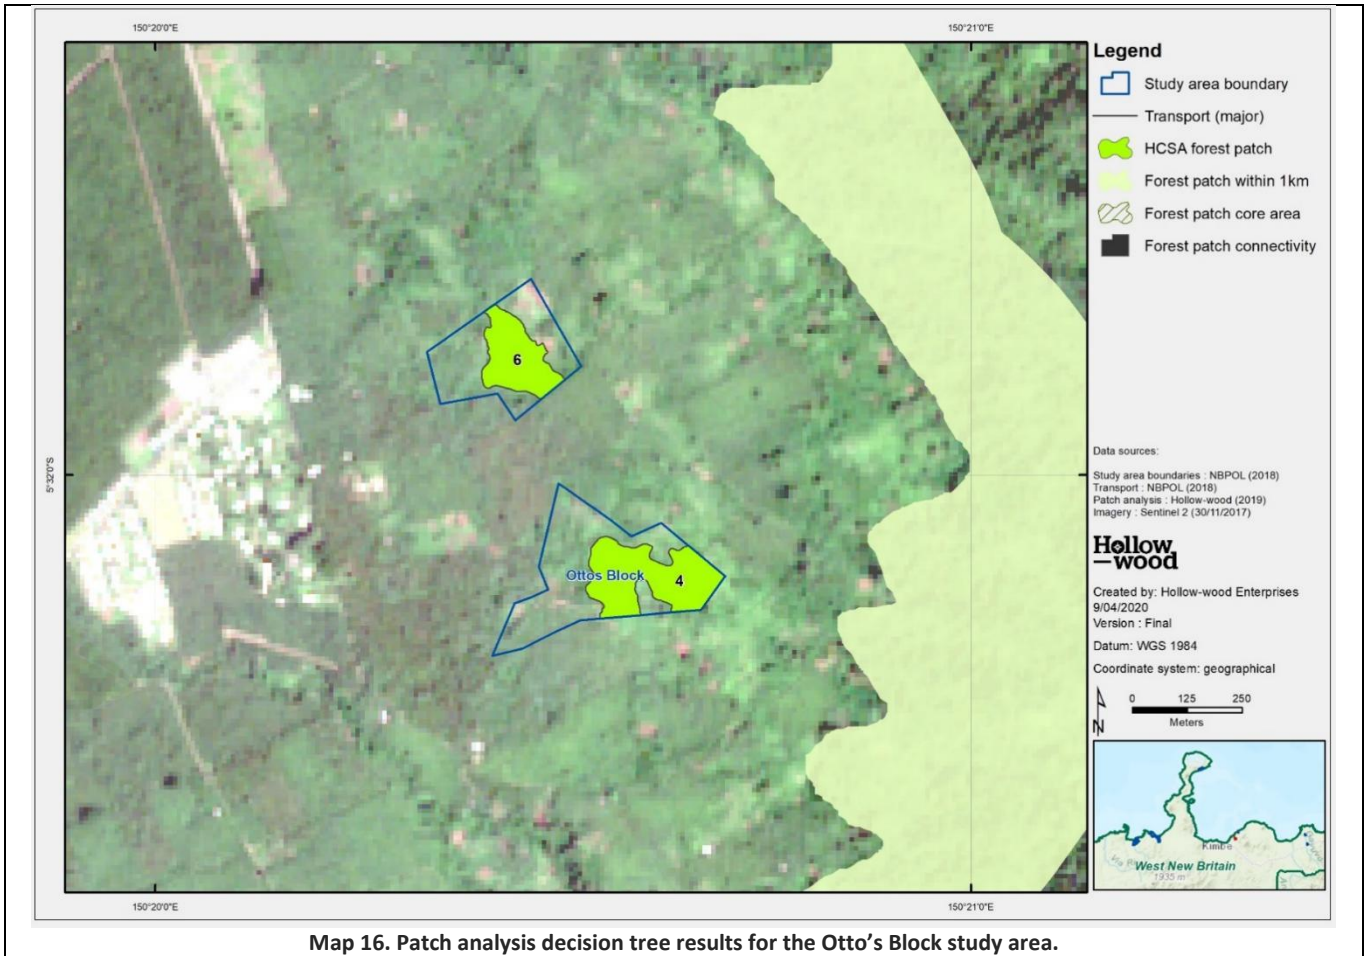 150°20'0"E
150°21'0"E
5°32'0"S
6
Ottos Block
4
150°20'0"E
150°21'0"E
Legend
Study area boundary
Transport (major)
HCSA forest patch
Forest patch within 1km
Forest patch core area
Forest patch connectivity
Data sources:
Study area boundaries : NBPOL (2018)
Transport : NBPOL (2018)
Patch analysis : Hollow-wood (2019)
Imagery : Sentinel 2 (30/11/2017)
Hollow
wood
Created by: Hollow-wood Enterprises
9/04/2020
Version : Final
Datum: WGS 1984
Coordinate system: geographical
N
0 125 250
Meters
Kimbe
West New Britain
1935 m
Map 16. Patch analysis decision tree results for the Otto's Block study area.